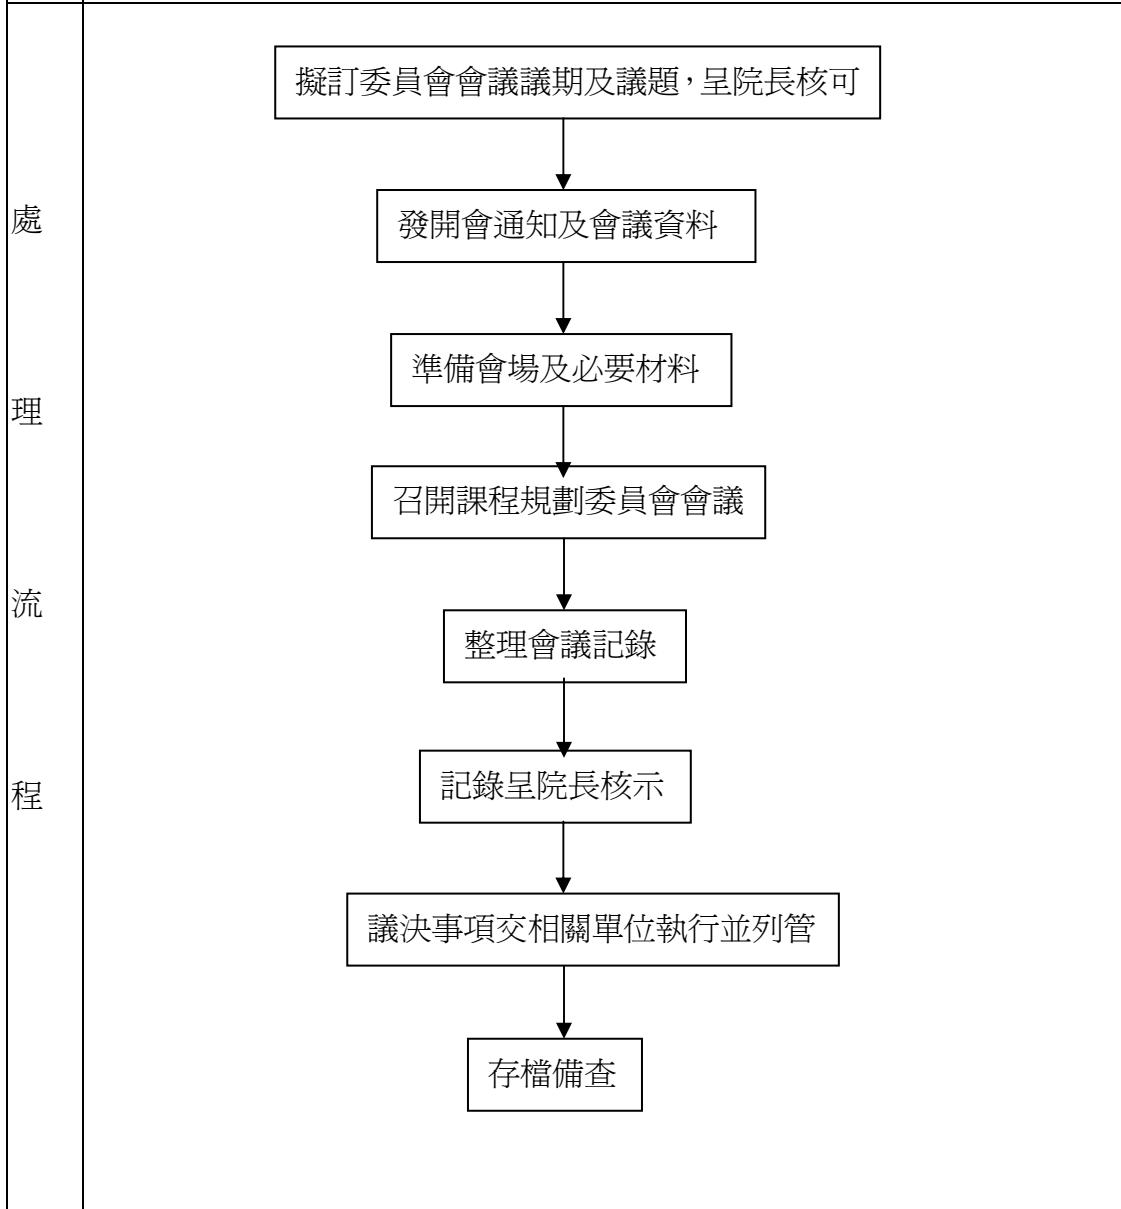 處
理
流
程
擬訂委員會會議議期及議題，呈院長核可
發開會通知及會議資料
準備會場及必要材料
召開課程規劃委員會會議
整理會議記錄
記錄呈院長核示
議決事項交相關單位執行並列管
存檔備查